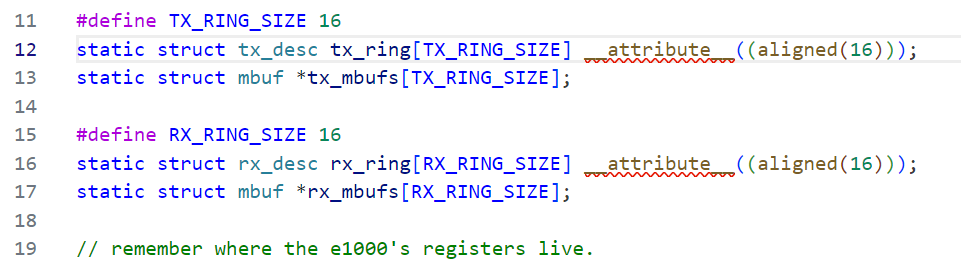 11 #define TX_RING_SIZE 16
12 static struct tx_desc tx_ring[TX_RING_SIZE] __attribute__((aligned(16)));
13 static struct mbuf *tx_mbufs[TX_RING_SIZE];
14
15 #define RX_RING_SIZE 16
16 static struct rx_desc rx_ring[RX_RING_SIZE] __attribute__((aligned(16)));
17 static struct mbuf *rx_mbufs[RX_RING_SIZE];
18
19 // remember where the e1000's registers live.